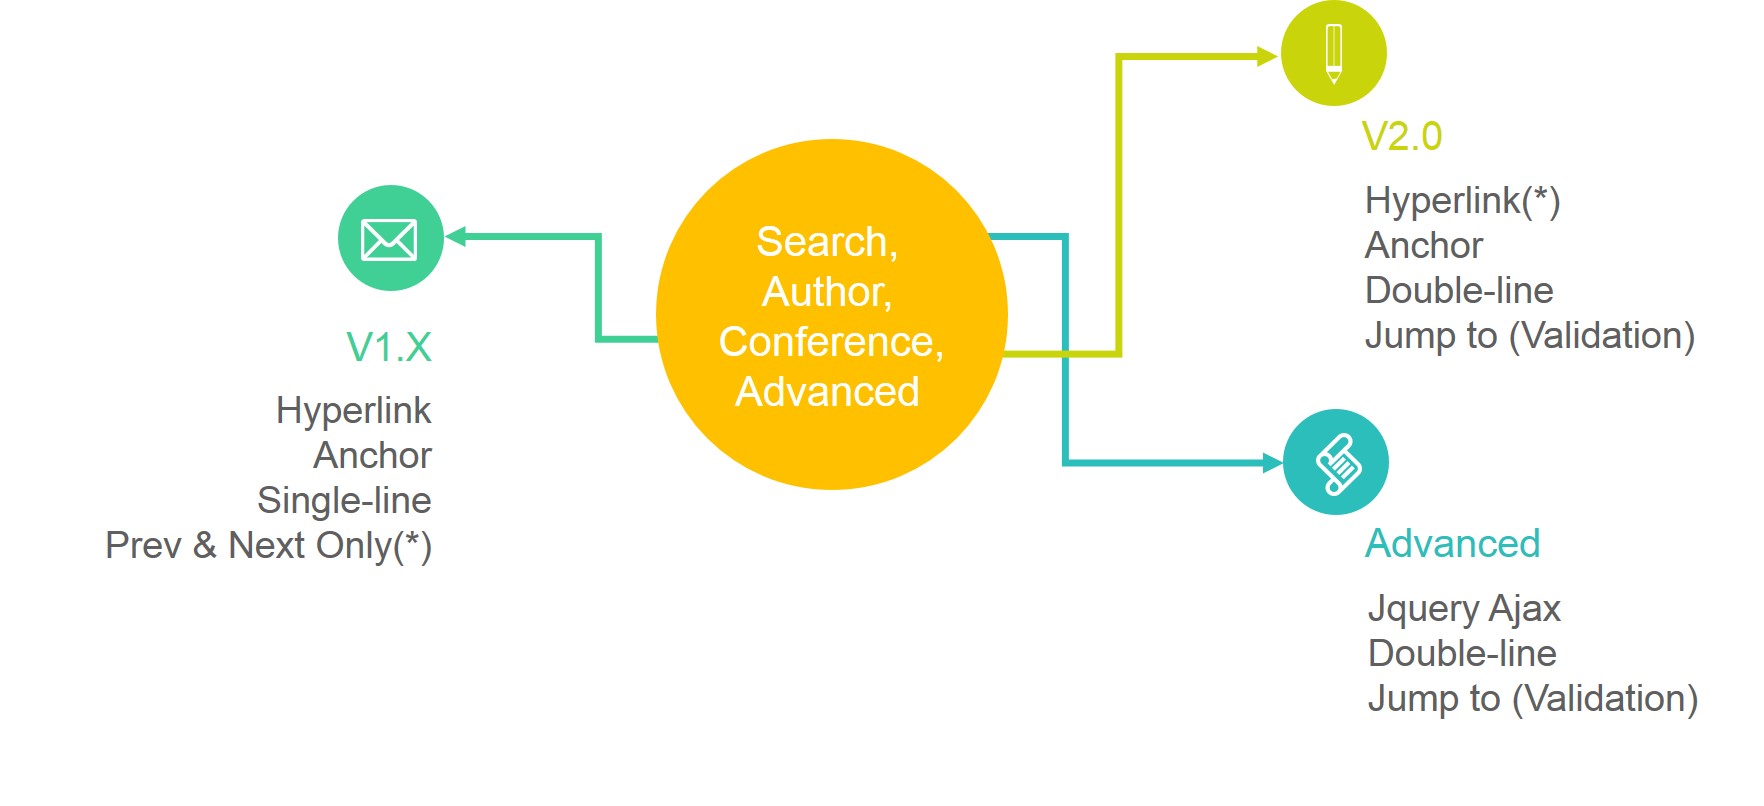 Search,
Author,
Conference,
Advanced
V1.X
Hyperlink
Anchor
Single-line
Prev & Next Only(*)
V2.0
Hyperlink(*)
Anchor
Double-line
Jump to (Validation)
Advanced
Jquery Ajax
Double-line
Jump to (Validation)